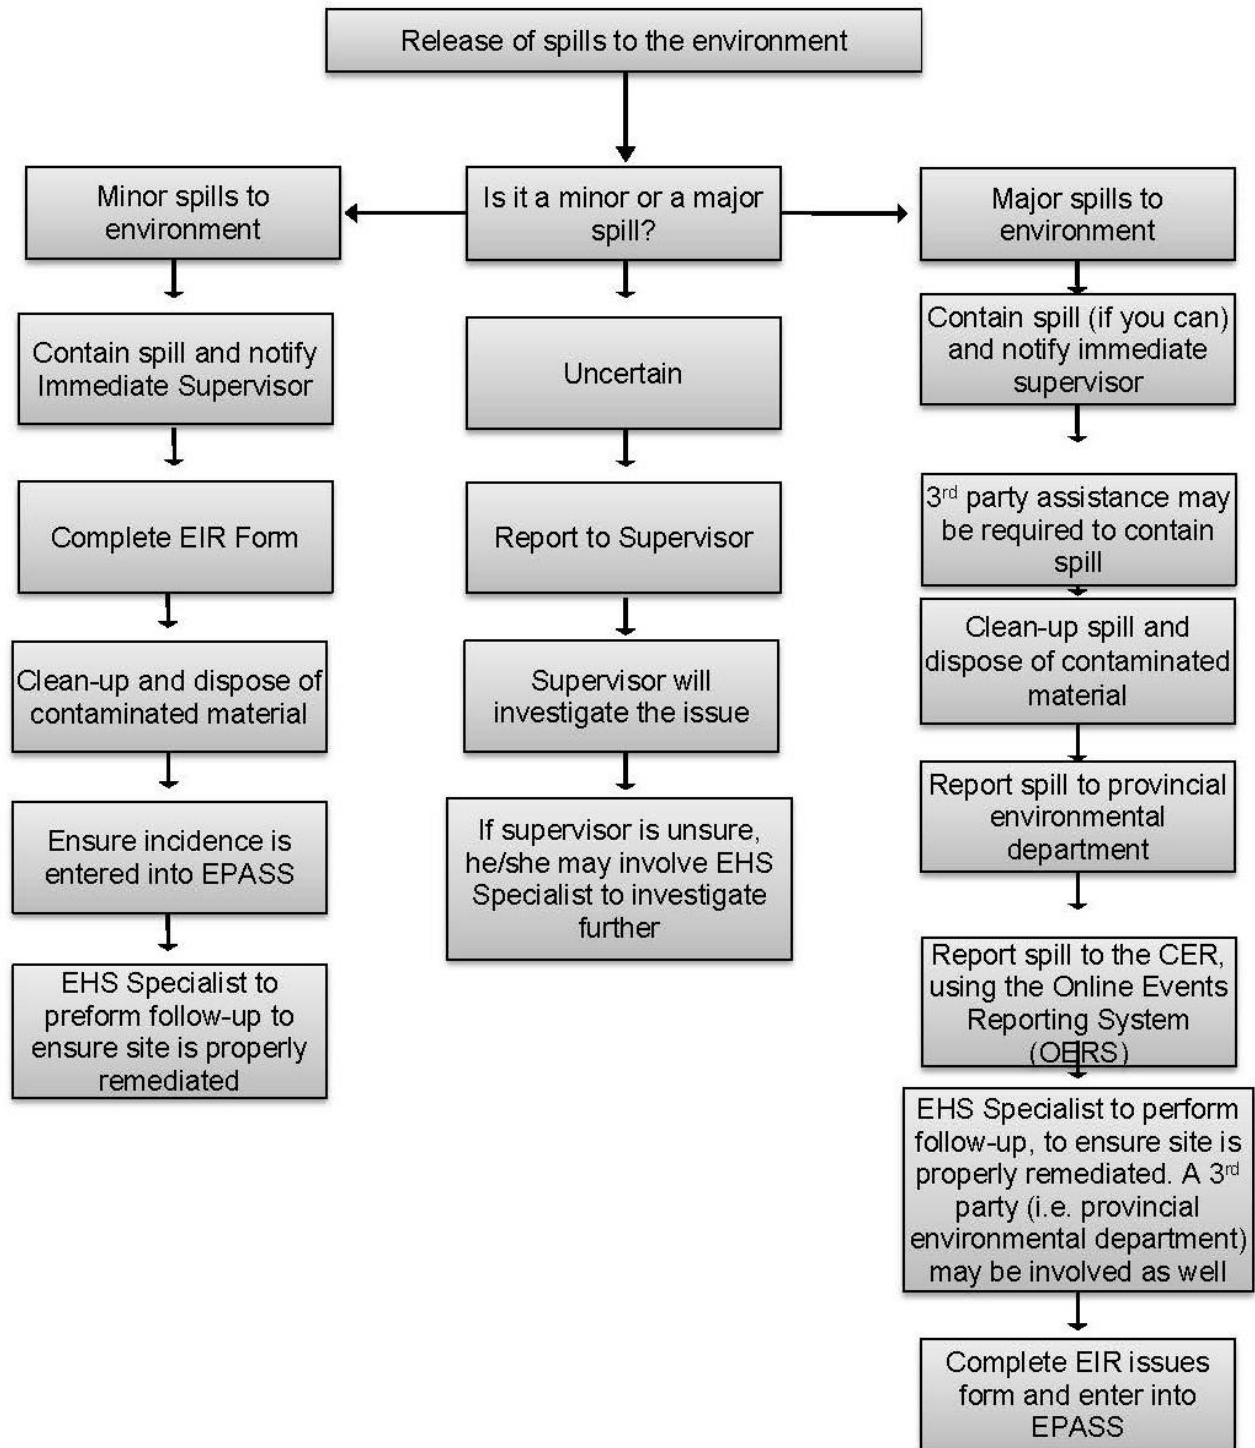 Release of spills to the environment
Minor spills to
environment
Is it a minor or a major
spill?
Major spills to
environment
Contain spill and notify
Immediate Supervisor
Complete EIR Form
Clean-up and dispose of
contaminated material
Ensure incidence is
entered into EPASS
EHS Specialist to
preform follow-up to
ensure site is properly
remediated
Uncertain
Report to Supervisor
Supervisor will
investigate the issue
If supervisor is unsure,
he/she may involve EHS
Specialist to investigate
further
Contain spill (if you can)
and notify immediate
supervisor
3rd party assistance may
be required to contain
spill
Clean-up spill and
dispose of contaminated
material
Report spill to provincial
environmental
department
Report spill to the CER,
using the Online Events
Reporting System
(OERS)
EHS Specialist to perform
follow-up, to ensure site is
properly remediated. A 3rd
party (i.e. provincial
environmental department)
may be involved as well
Complete EIR issues
form and enter into
EPASS